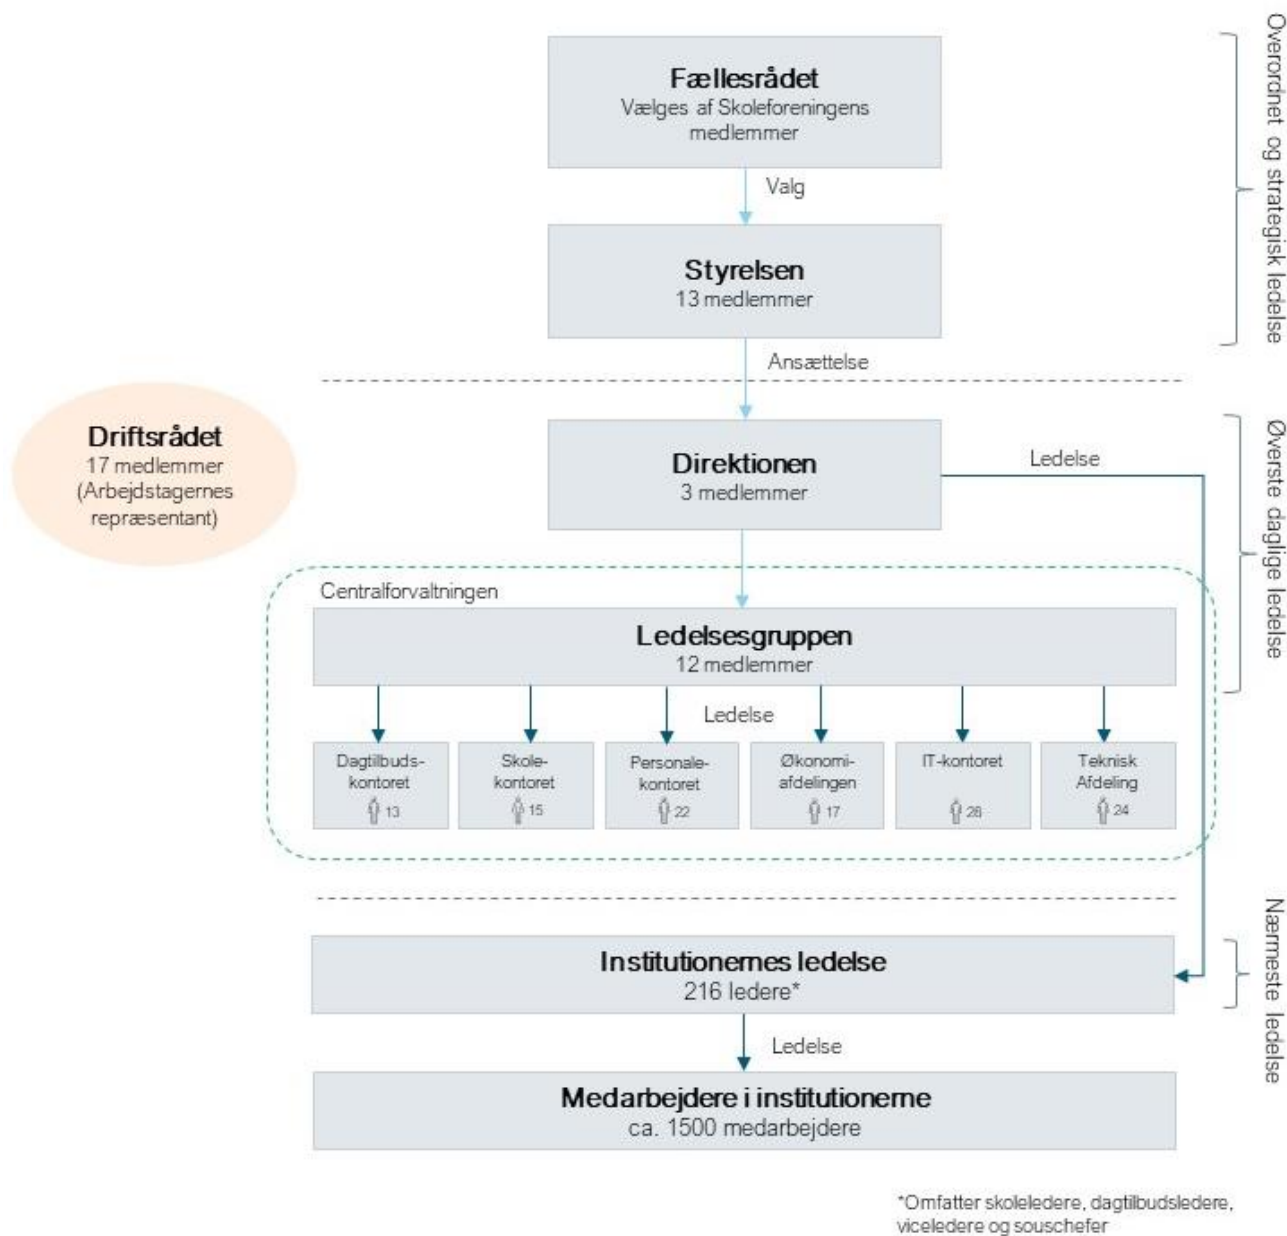 Overordnet og strategisk ledelse
Fællesrådet
Vælges af Skoleforeningens
medlemmer
Valg
Styrelsen
13 medlemmer
Ansættelse
Driftsrådet
17 medlemmer
(Arbejdstagernes
repræsentant)
Øverste daglige ledelse
Direktionen
3 medlemmer
Ledelse
Centralforvaltningen
Ledelsesgruppen
12 medlemmer
Ledelse
Dagtilbuds-
kontoret
13
Skole-
kontoret
15
Personale-
kontoret
22
Økonomi-
afdelingen
17
IT-kontoret
Teknisk
Afdeling
24
Nærmeste ledelse
Institutionernes ledelse
216 ledere*
Ledelse
Medarbejdere i institutionerne
ca. 1500 medarbejdere
*Omfatter skoleledere, dagtilbudsledere,
viceledere og souschefer